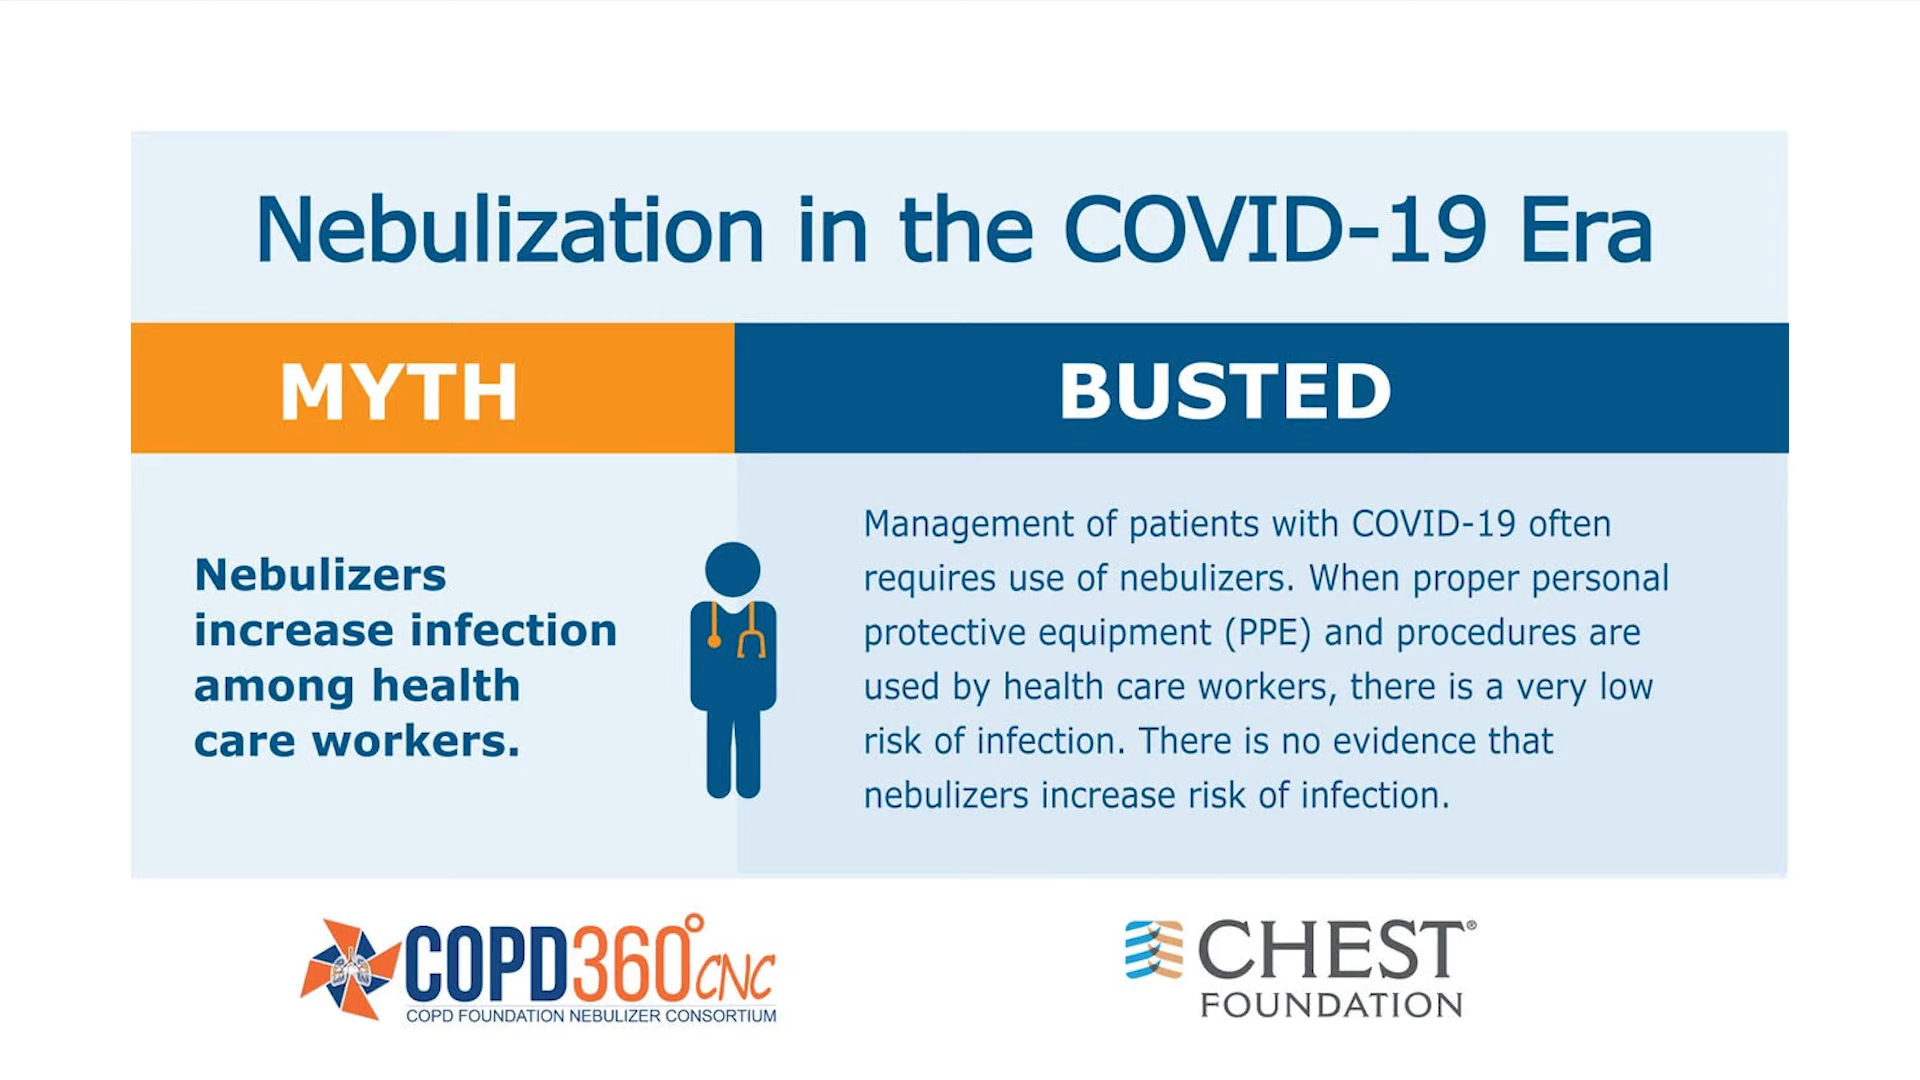 Nebulization in the COVID-19 Era
MYTH
BUSTED
Nebulizers
increase infection
among health
care workers.
Management of patients with COVID-19 often
requires use of nebulizers. When proper personal
protective equipment (PPE) and procedures are
used by health care workers, there is a very low
risk of infection. There is no evidence that
nebulizers increase risk of infection.
COPD360°CNC
COPD FOUNDATION NEBULIZER CONSORTIUM
CHEST®
FOUNDATION